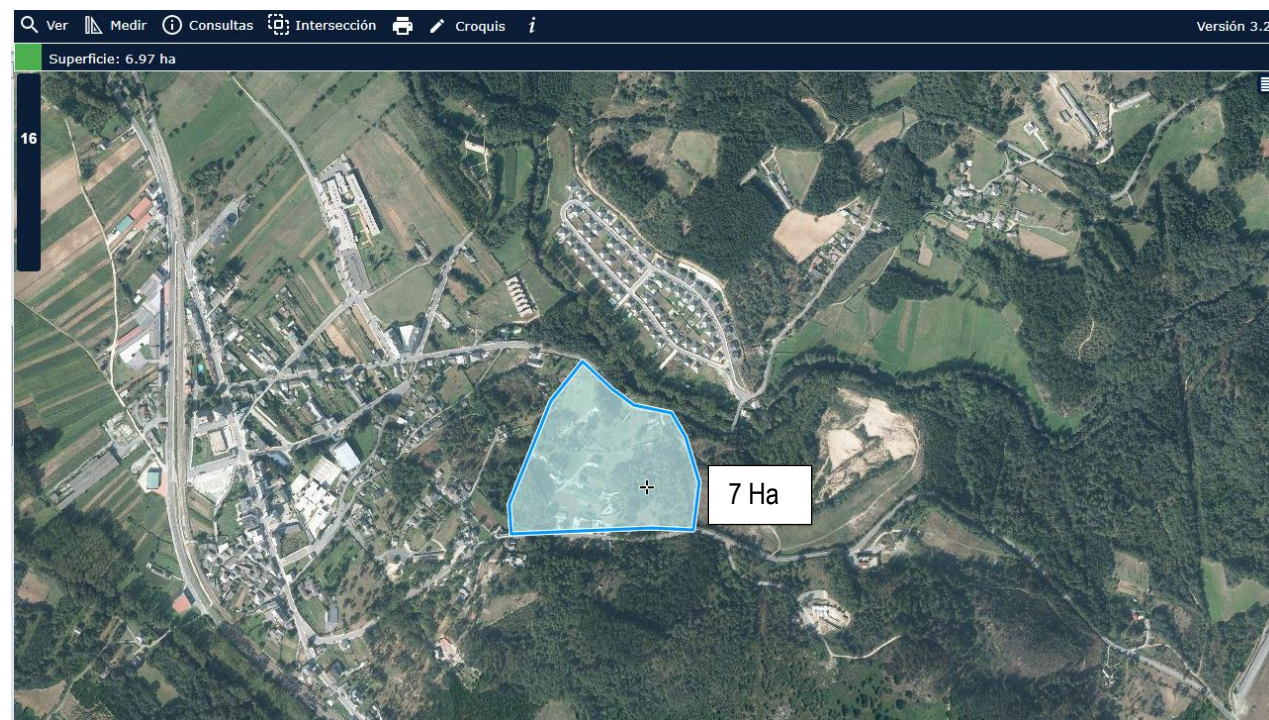 Ver Medir Consultas Intersección Croquis i Versión 3.2
Superficie: 6.97 ha
16
7 Ha